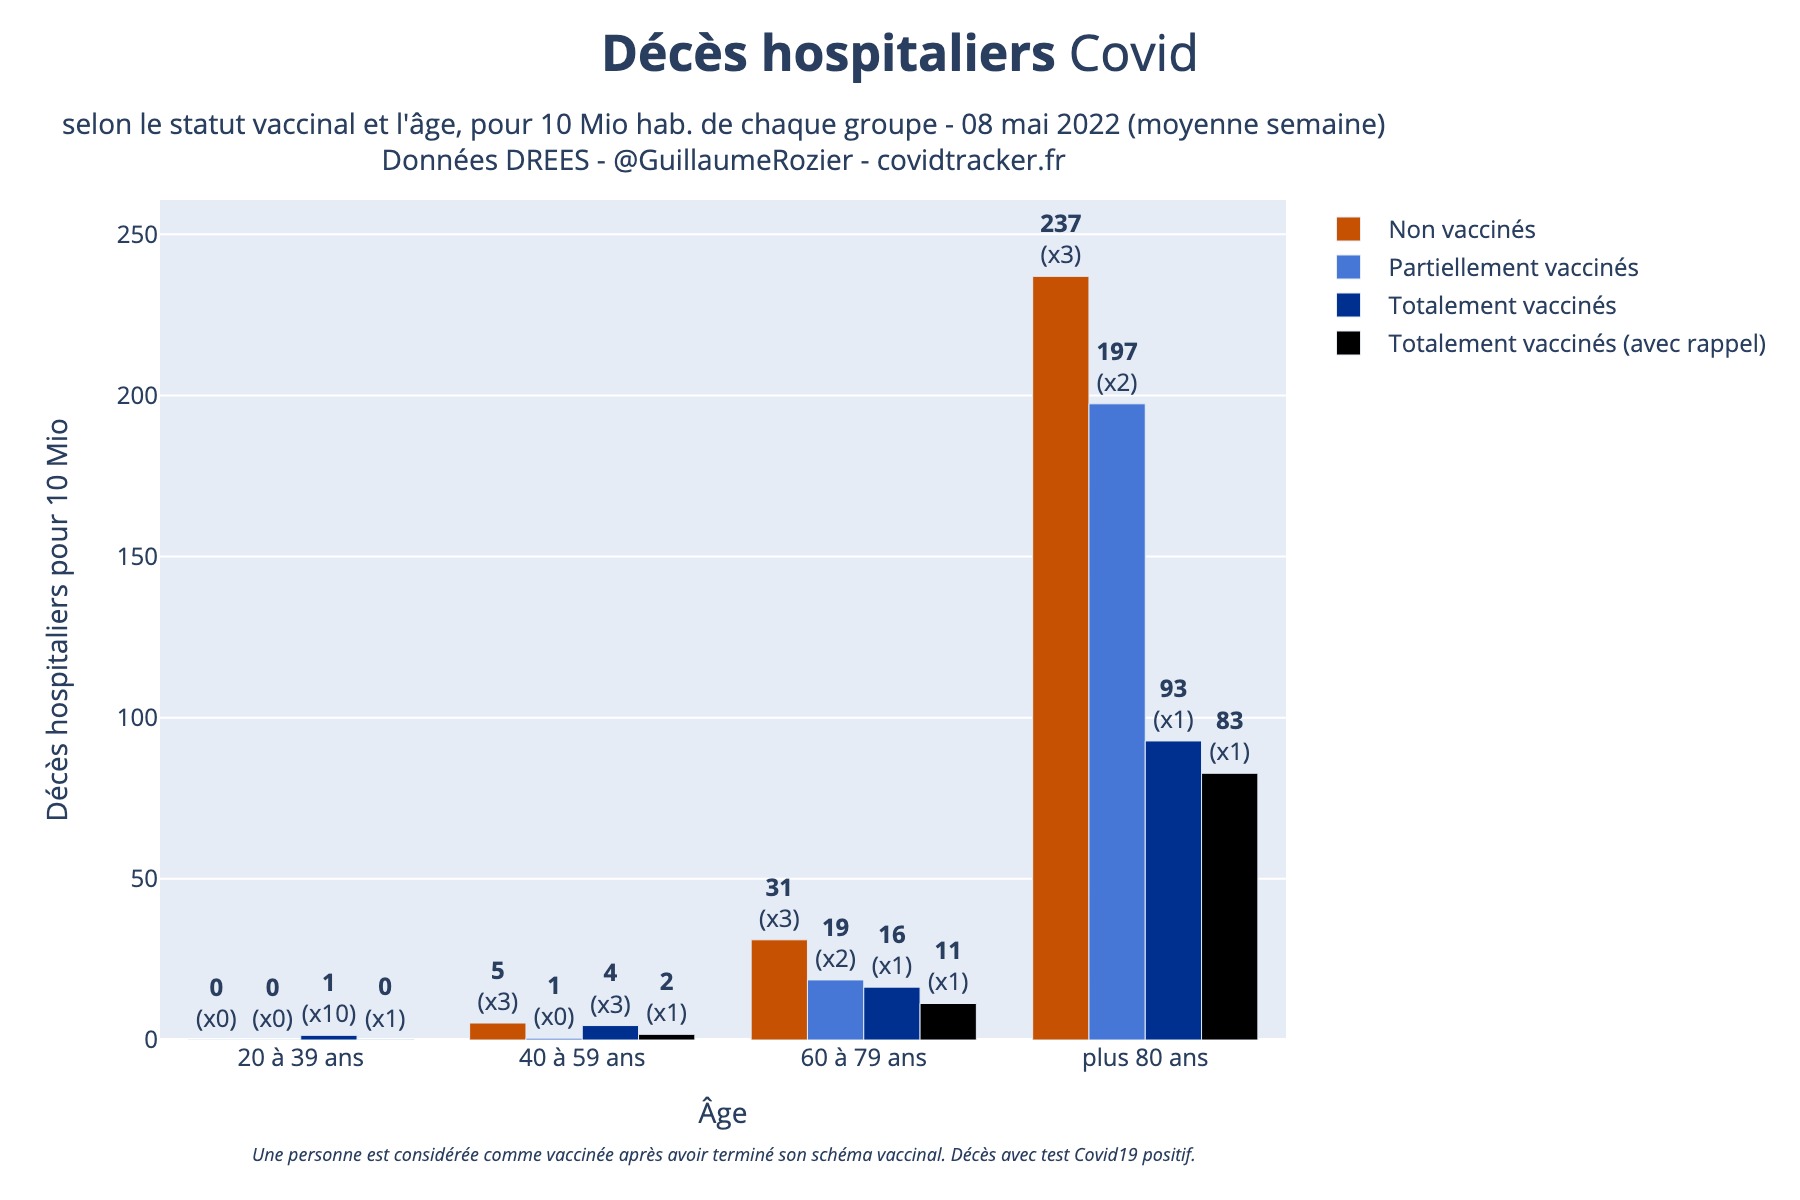 Décès hospitaliers Covid
selon le statut vaccinal et l'âge, pour 10 Mio hab. de chaque groupe - 08 mai 2022 (moyenne semaine)
Données DREES - @GuillaumeRozier - covidtracker.fr
Non vaccinés
Partiellement vaccinés
Totalement vaccinés
Totalement vaccinés (avec rappel)
Décès hospitaliers pour 10 Mio
250
200
150
100
50
0
0
(x0)
0
(x0)
1
(x10)
0
(x1)
5
(x3)
1
(x0)
4
(x3)
2
(x1)
31
(x3)
19
(x2)
16
(x1)
11
(x1)
237
(x3)
197
(x2)
93
(x1)
83
(x1)
20 à 39 ans
40 à 59 ans
60 à 79 ans
plus 80 ans
Âge
Une personne est considérée comme vaccinée après avoir terminé son schéma vaccinal. Décès avec test Covid19 positif.